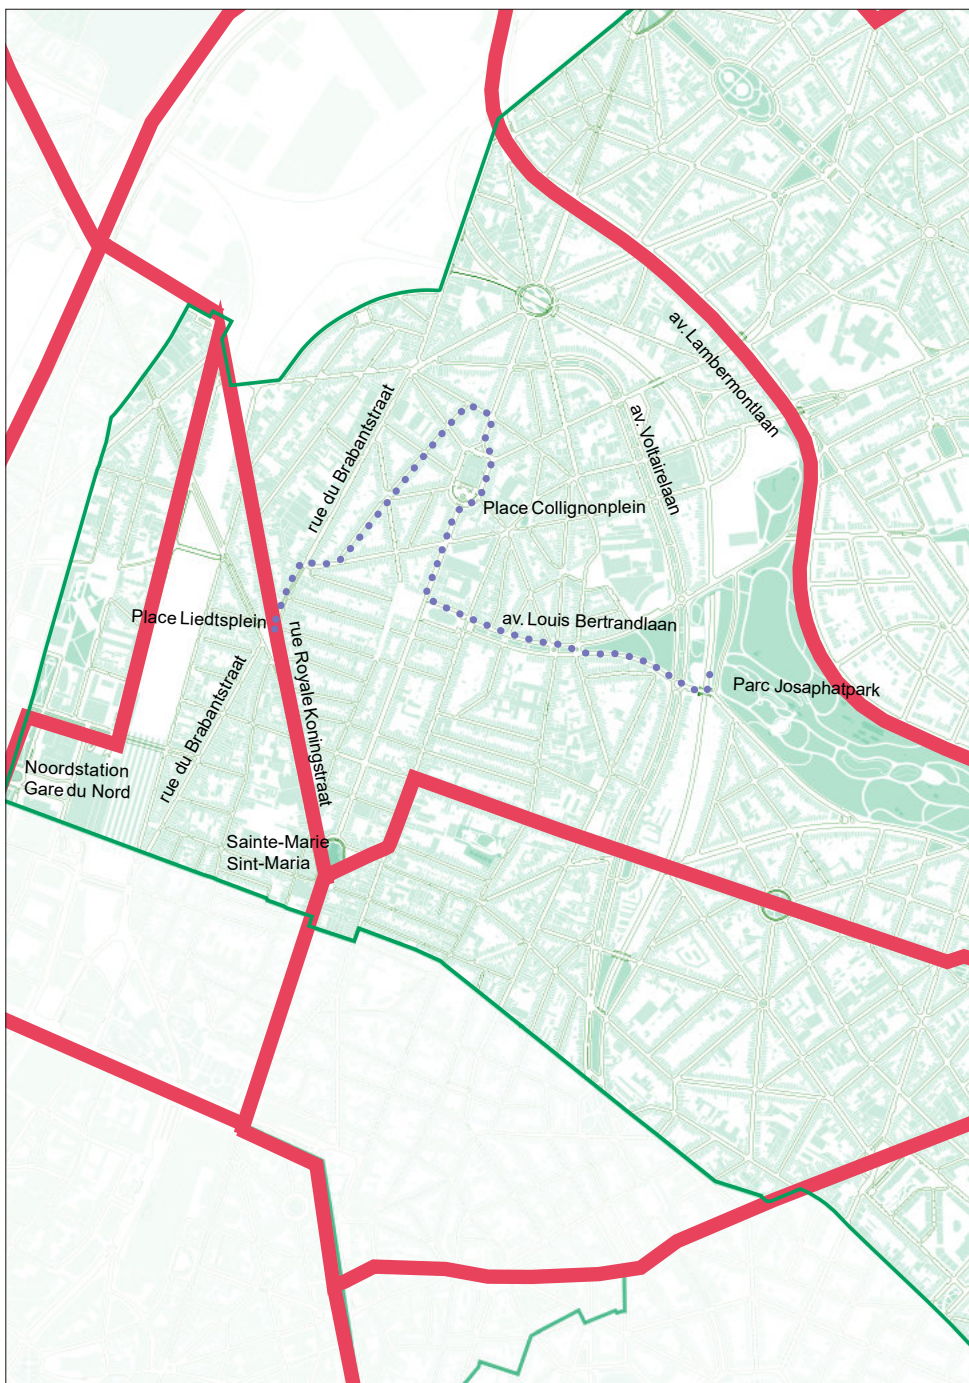 av. Lambermontlaan
rue du Brabantstraat
av. Voltairelaan
Place Collignonplein
Place Liedtsplein
av. Louis Bertrandlaan
rue Royale Koningstraat
rue du Brabantstraat
Parc Josaphatpark
Noordstation
Gare du Nord
Sainte-Marie
Sint-Maria